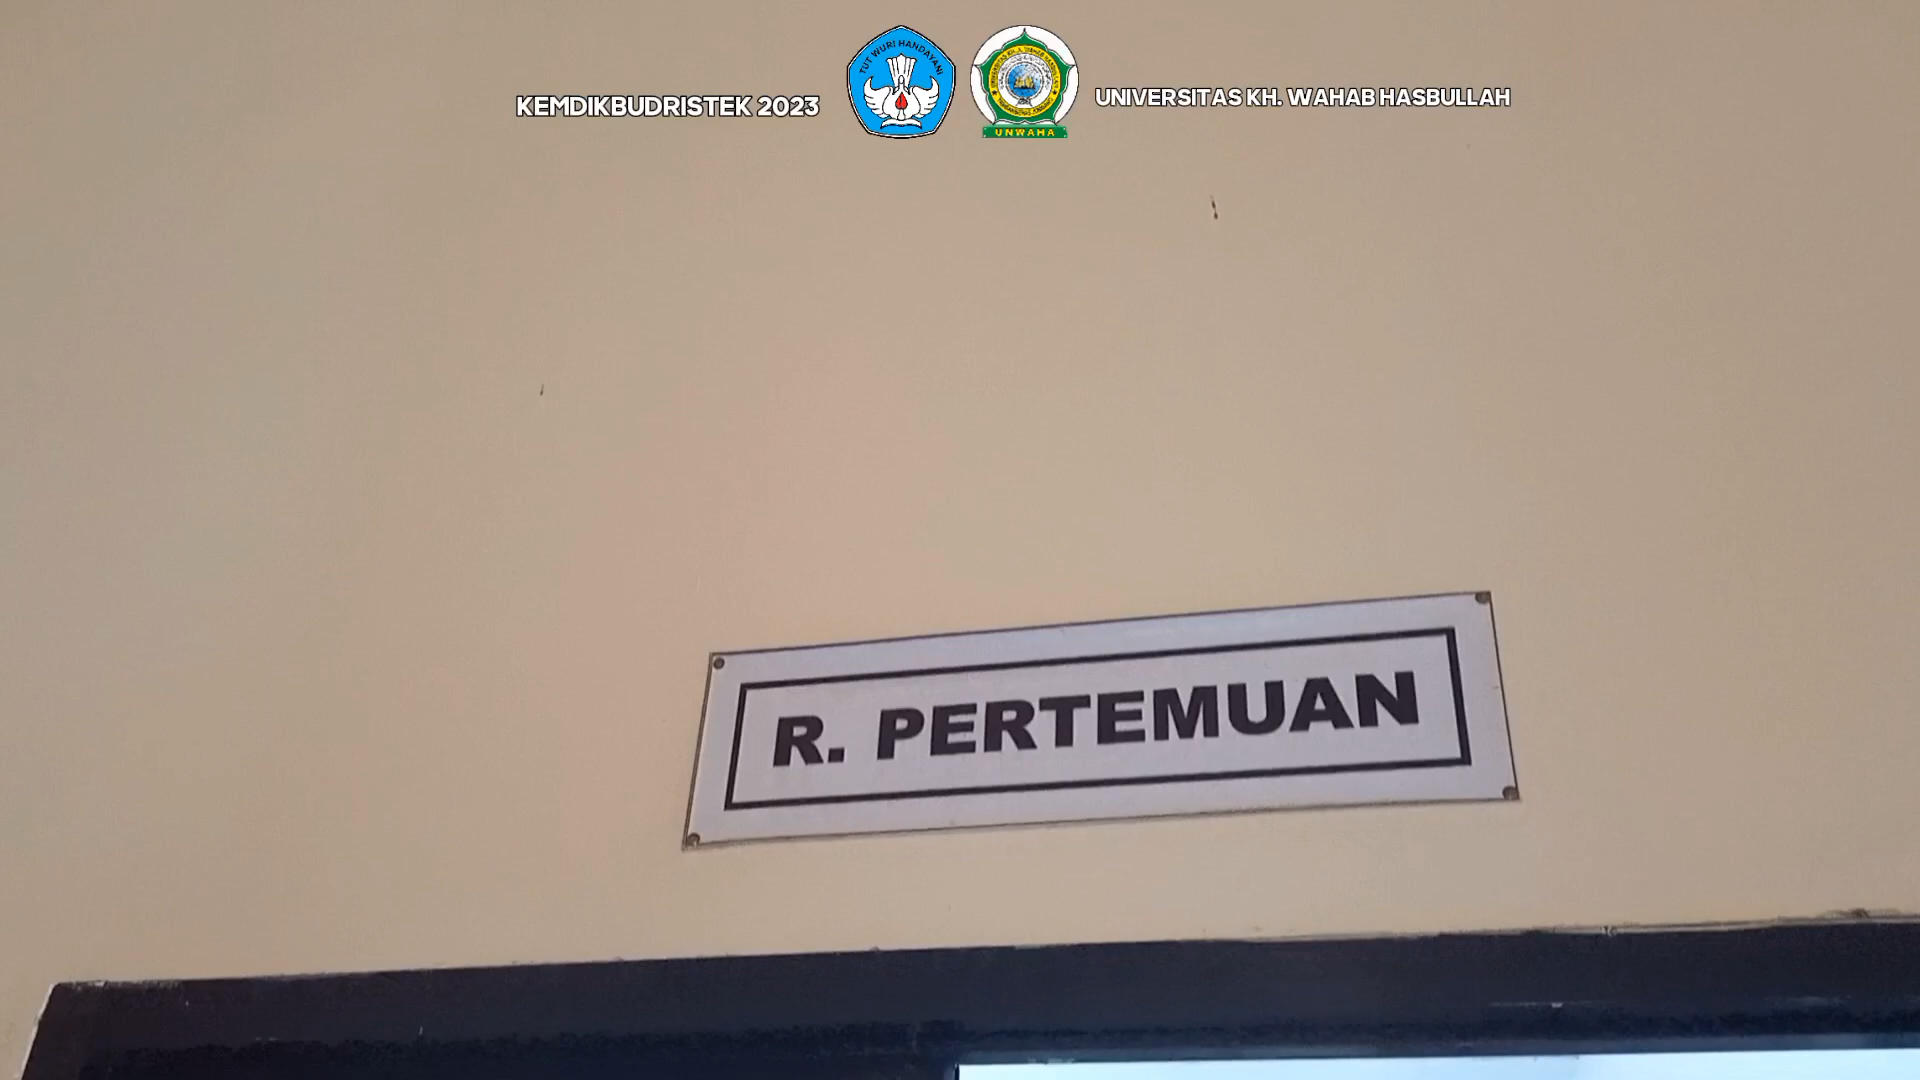 KEMDIKBUDRISTEK 2023
TUT WURI HANDAYANI
UNWAHA
UNIVERSITAS KH. WAHAB HASBULLAH
R. PERTEMUAN